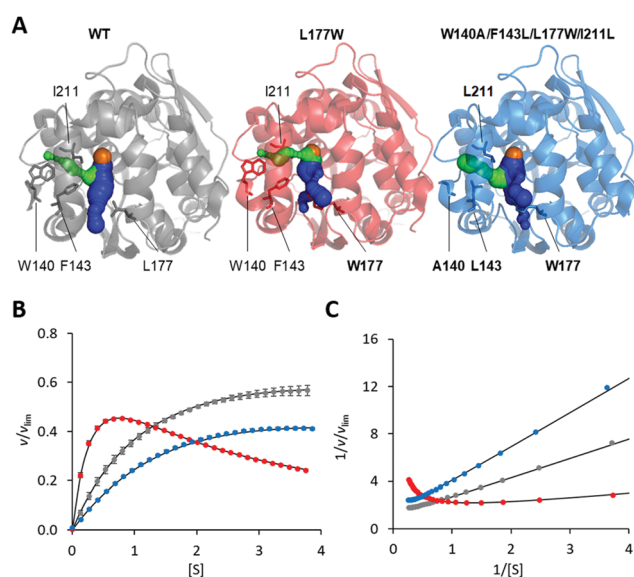 A
WT
L177W
W140A/F143L/L177W/I211L
I211
I211
L211
W140 F143 L177
W140 F143 W177
A140 L143 W177
B
v/vlim
0.8
0.6
0.4
0.2
0.0
0 1 2 3 4
[S]
C
1/v/vlim
16
12
8
4
0
0 1 2 3 4
1/[S]